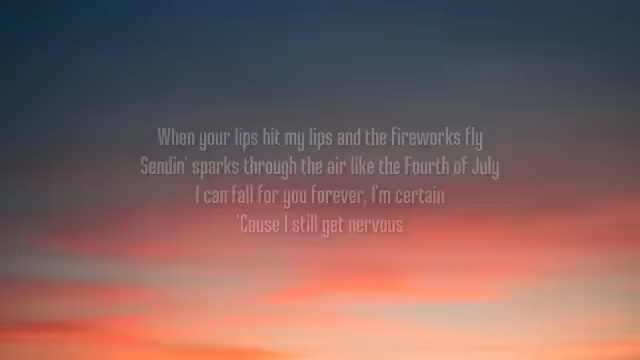 When your lips hit my lips and the fireworks fly
Sendin' sparks through the air like the Fourth of July
I can fall for you forever, I'm certain
'Cause I still get nervous